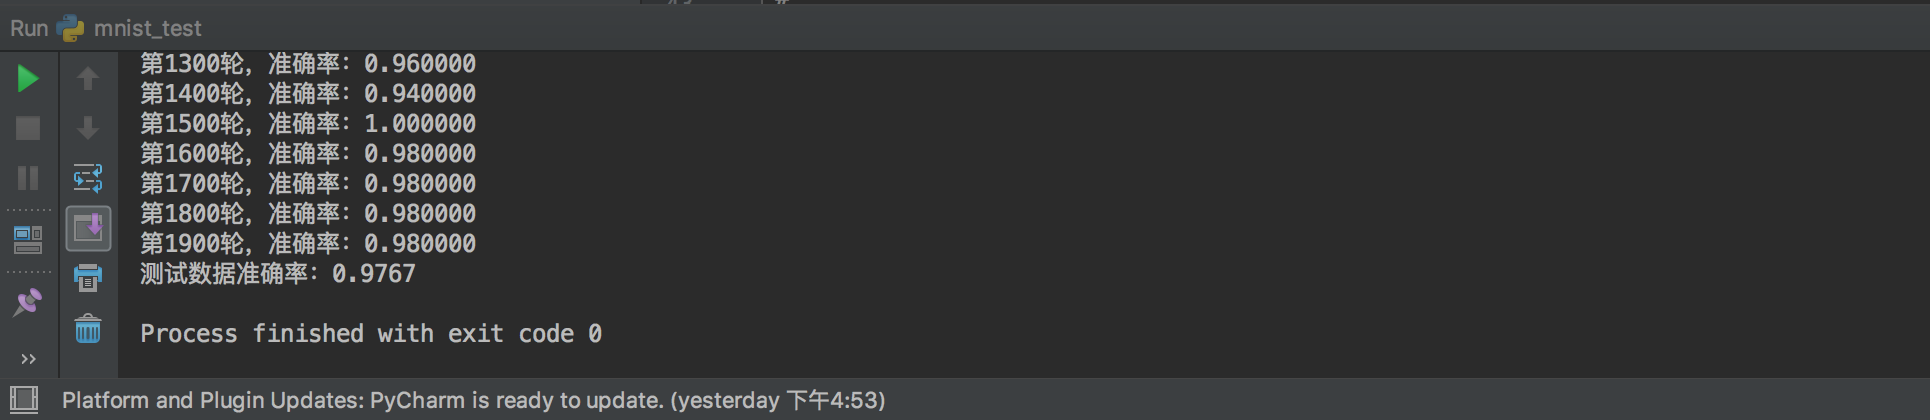 Run mnist_test
第1300轮，准确率：0.960000
第1400轮，准确率：0.940000
第1500轮，准确率：1.000000
第1600轮，准确率：0.980000
第1700轮，准确率：0.980000
第1800轮，准确率：0.980000
第1900轮，准确率：0.980000
测试数据准确率：0.9767
Process finished with exit code 0
Platform and Plugin Updates: PyCharm is ready to update. (yesterday 下午4:53)